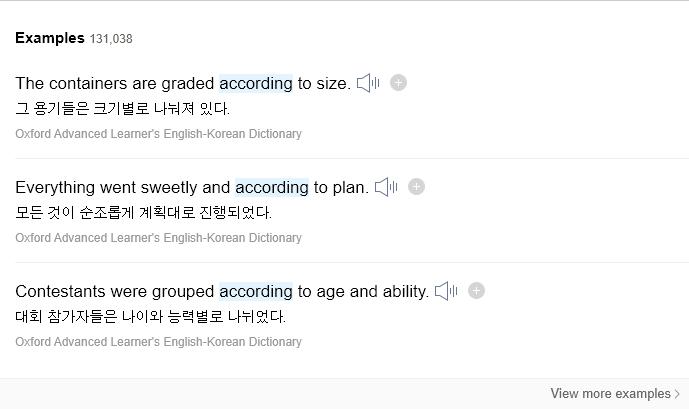 Examples 131,038
The containers are graded according to size.
그 용기들은 크기별로 나눠져 있다.
Oxford Advanced Learner's English-Korean Dictionary
Everything went sweetly and according to plan.
모든 것이 순조롭게 계획대로 진행되었다.
Oxford Advanced Learner's English-Korean Dictionary
Contestants were grouped according to age and ability.
대회 참가자들은 나이와 능력별로 나뉘었다.
Oxford Advanced Learner's English-Korean Dictionary
View more examples